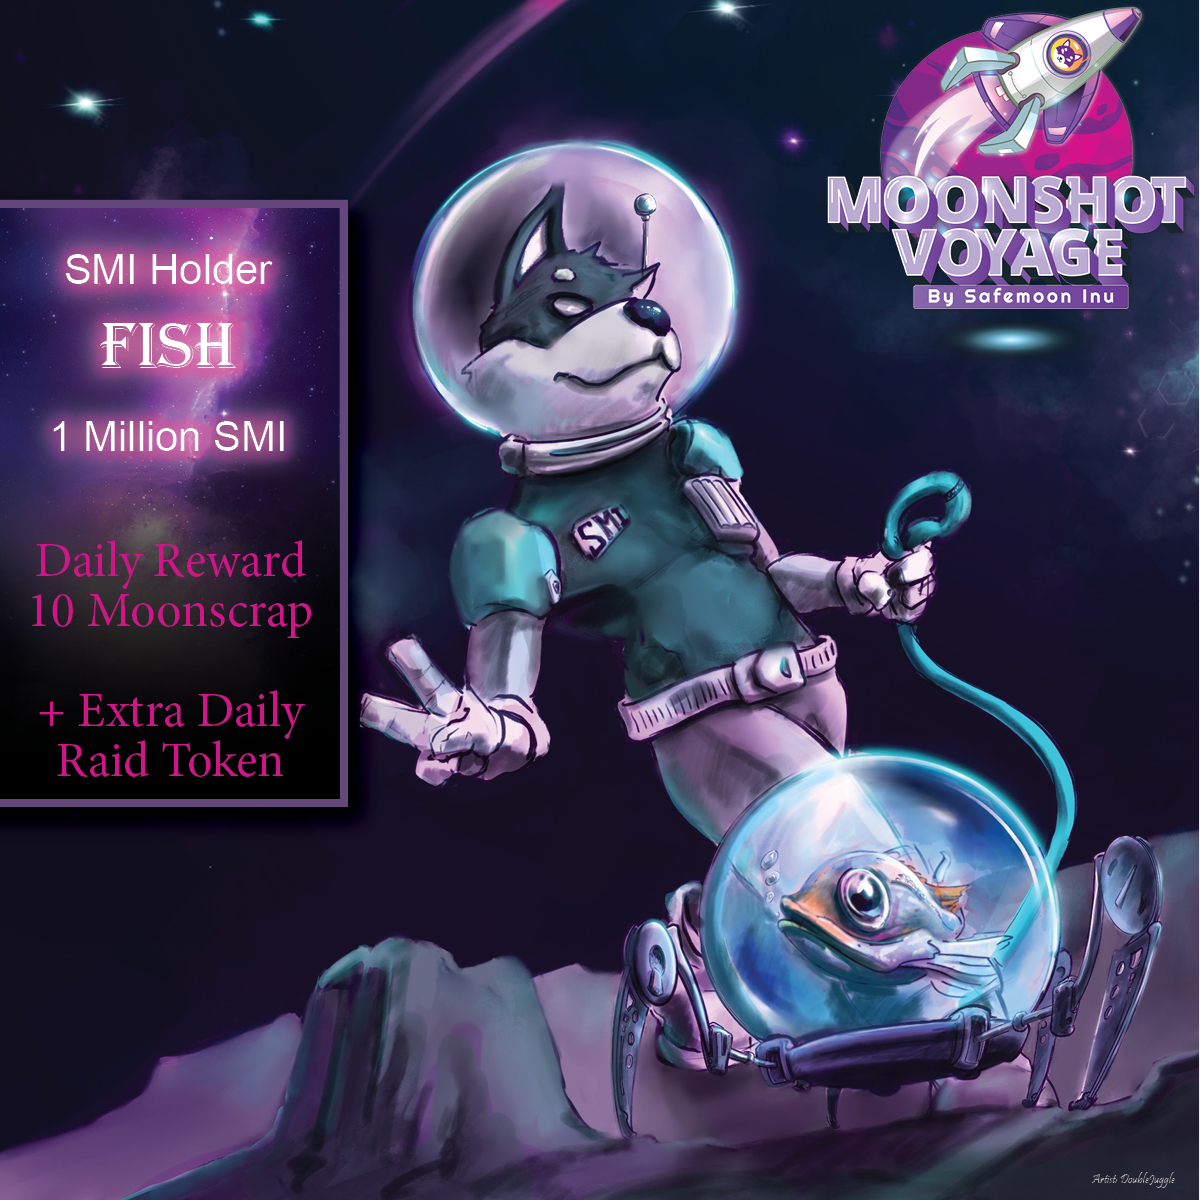 MOONSHOT
VOYAGE
By Safemoon Inu
SMI Holder
FISH
1 Million SMI
Daily Reward
10 Moonscrap
+ Extra Daily
Raid Token
SMI
Artist: DoubleJuggle